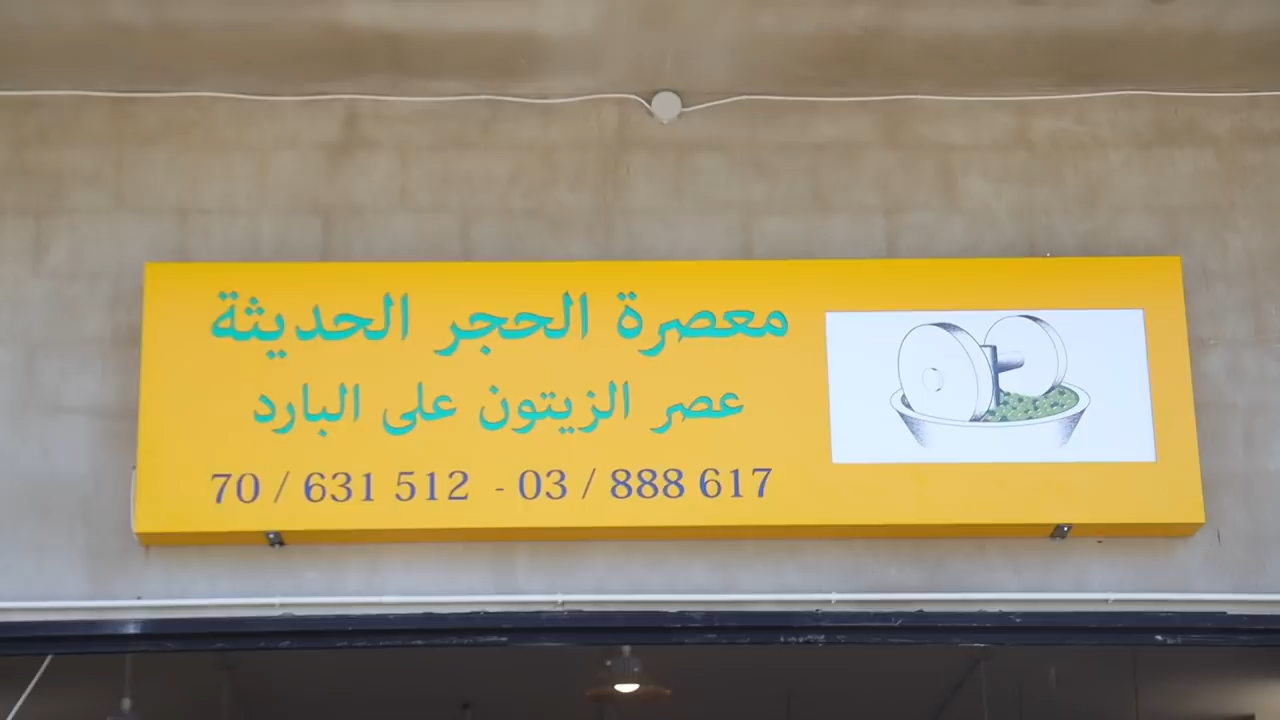 معصرة الحجر الحديثة
عصر الزيتون على البارد
70 / 631 512 - 03 / 888 617